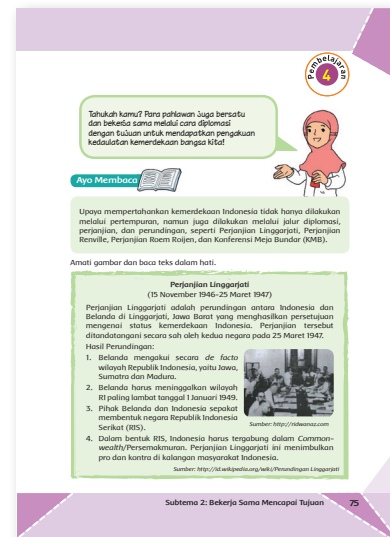 Pembelajaran
4
Tahukah kamu? Para pahlawan juga bersatu
dan bekerja sama melalui cara diplomasi
dengan tujuan untuk mendapatkan pengakuan
kedaulatan kemerdekaan bangsa kita!
Ayo Membaca
Upaya mempertahankan kemerdekaan Indonesia tidak hanya dilakukan
melalui pertempuran, namun juga dilakukan melalui jalur diplomasi,
perjanjian, dan perundingan, seperti Perjanjian Linggarjati, Perjanjian
Renville, Perjanjian Roem Roijen, dan Konferensi Meja Bundar (KMB).
Amati gambar dan baca teks dalam hati.
Perjanjian Linggarjati
(15 November 1946–25 Maret 1947)
Perjanjian Linggarjati adalah perundingan antara Indonesia dan
Belanda di Linggarjati, Jawa Barat yang menghasilkan persetujuan
mengenai status kemerdekaan Indonesia. Perjanjian tersebut
ditandatangani secara sah oleh kedua negara pada 25 Maret 1947.
Hasil Perundingan:
1. Belanda mengakui secara de facto
wilayah Republik Indonesia, yaitu Jawa,
Sumatra dan Madura.
2. Belanda harus meninggalkan wilayah
RI paling lambat tanggal 1 Januari 1949.
3. Pihak Belanda dan Indonesia sepakat
membentuk negara Republik Indonesia
Serikat (RIS).
Sumber: http://ridwanaz.com
4. Dalam bentuk RIS, Indonesia harus tergabung dalam Common-
wealth/Persemakmuran. Perjanjian Linggarjati ini menimbulkan
pro dan kontra di kalangan masyarakat Indonesia.
Sumber: http://id.wikipedia.org/wiki/Perundingan Linggarjati
Subtema 2: Bekerja Sama Mencapai Tujuan 75